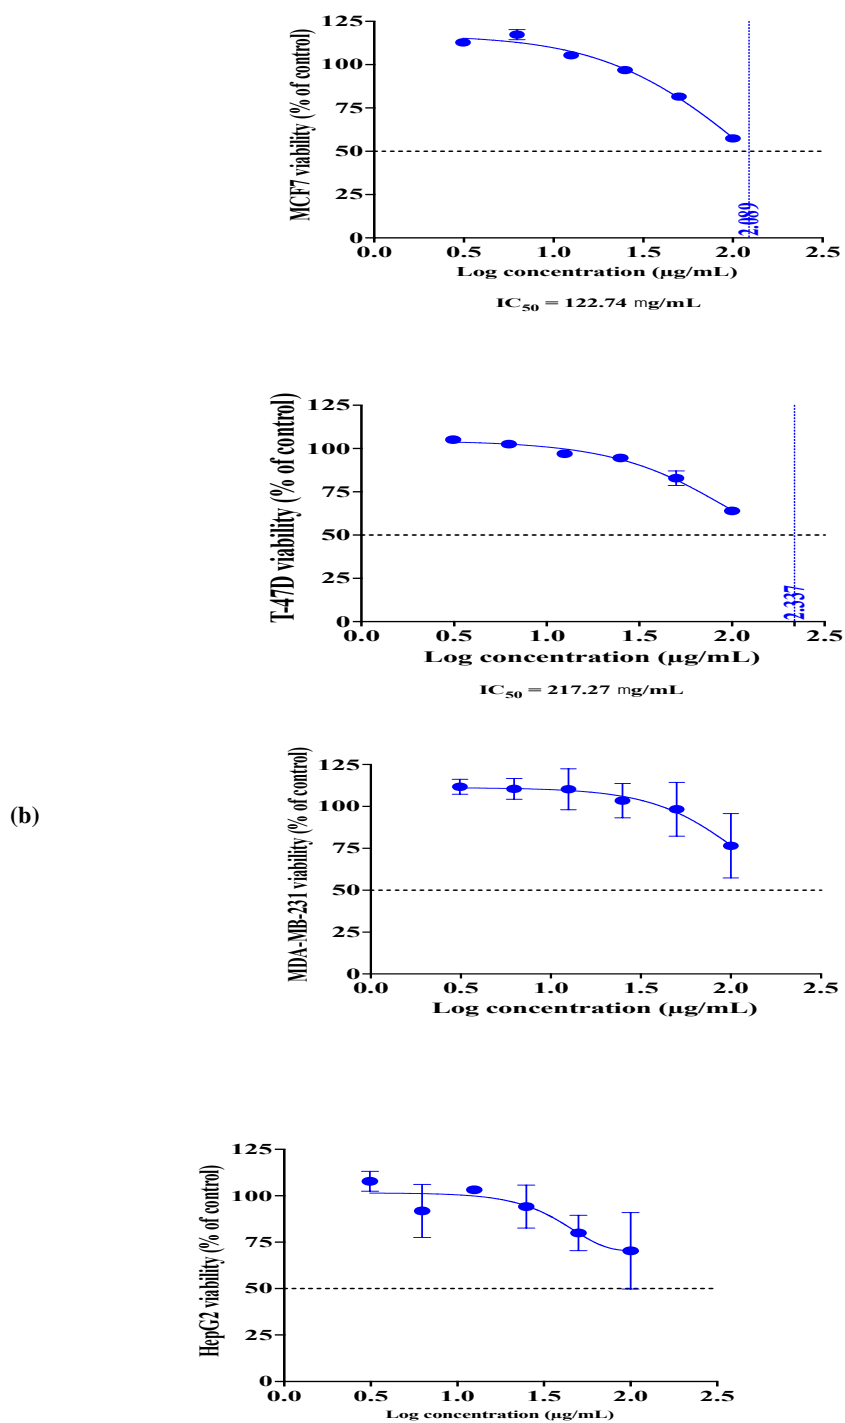 125
100
75
50
25
0
MCF7 viability (% of control)
2.089
0.0 0.5 1.0 1.5 2.0 2.5
Log concentration (µg/mL)
IC50 = 122.74 mg/mL
125
100
75
50
25
0
T-47D viability (% of control)
2.337
0.0 0.5 1.0 1.5 2.0 2.5
Log concentration (µg/mL)
IC50 = 217.27 mg/mL
(b)
125
100
75
50
25
0
MDA-MB-231 viability (% of control)
0.0 0.5 1.0 1.5 2.0 2.5
Log concentration (µg/mL)
125
100
75
50
25
0
HepG2 viability (% of control)
0.0 0.5 1.0 1.5 2.0 2.5
Log concentration (µg/mL)